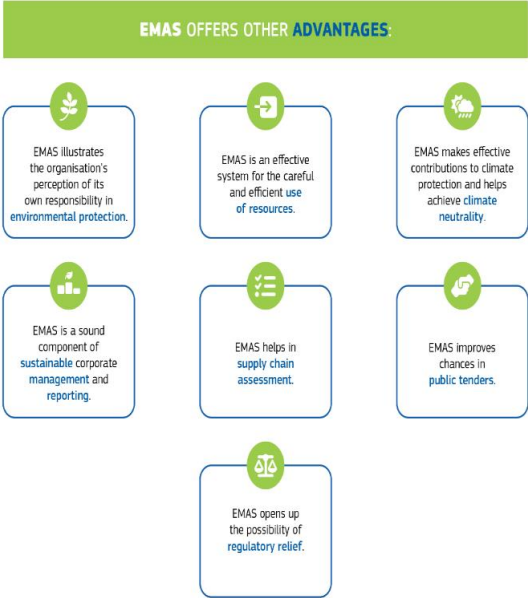 EMAS OFFERS OTHER ADVANTAGES:
EMAS illustrates
the organisation's
perception of its
own responsibility in
environmental protection.
EMAS is an effective
system for the careful
and efficient use
of resources.
EMAS makes effective
contributions to climate
protection and helps
achieve climate
neutrality.
EMAS is a sound
component of
sustainable corporate
management and
reporting.
EMAS helps in
supply chain
assessment.
EMAS improves
chances in
public tenders.
EMAS opens up
the possibility of
regulatory relief.